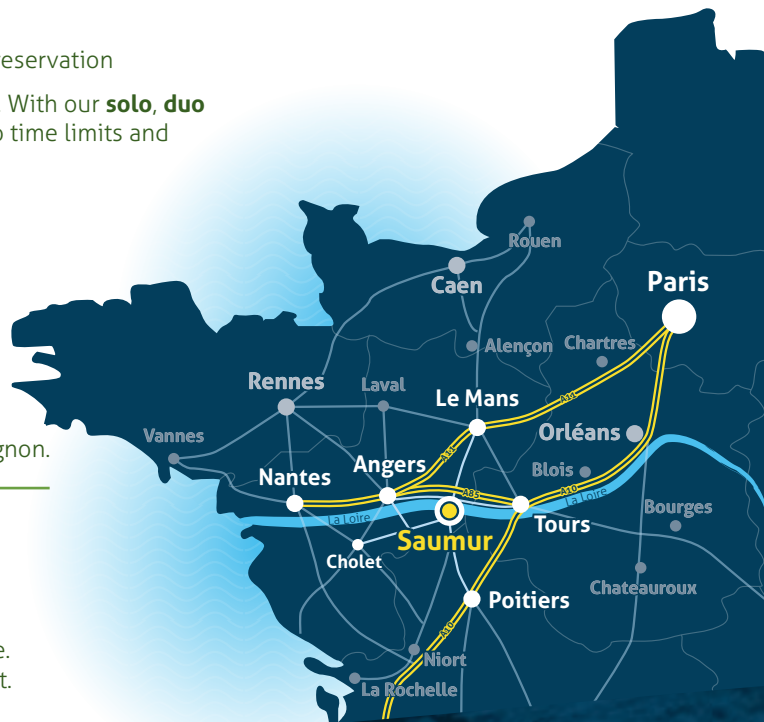 eservation
. With our solo, duo
o time limits and
Rouen
Caen
Paris
Alençon
Chartres
Rennes
Laval
Le Mans
A11
Orléans
Vannes
A11
gnon.
Nantes
Angers
A85
Blois
A10
La Loire
La Loire
Saumur
Tours
Bourges
Cholet
Chateauroux
Poitiers
A10
e.
Niort
t.
La Rochelle